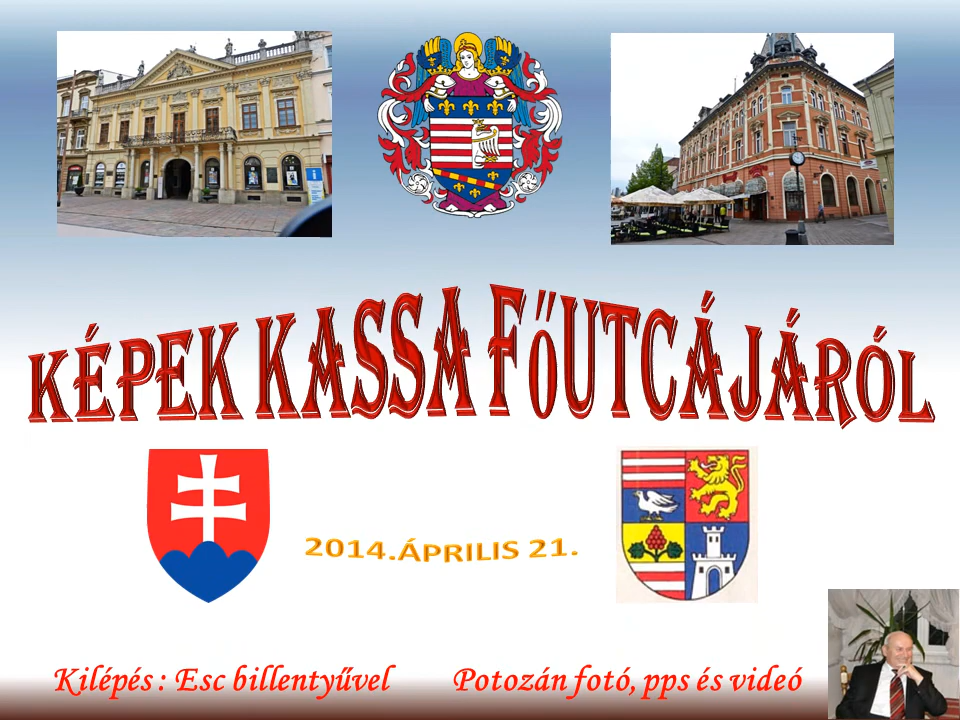 KÉPEK KASSA FŐUTCÁJÁRÓL
2014.ÁPRILIS 21.
Kilépés : Esc billentyűvel
Potozán fotó, pps és videó